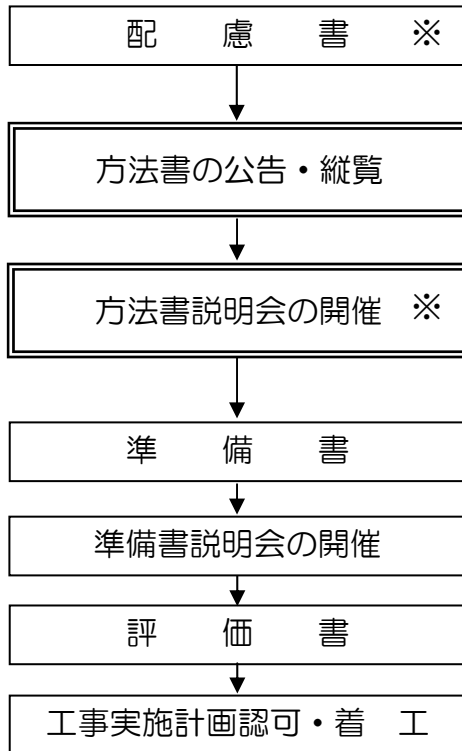 配慮書 ※
方法書の公告・縦覧
方法書説明会の開催 ※
準備書
準備書説明会の開催
評価書
工事実施計画認可・着 工